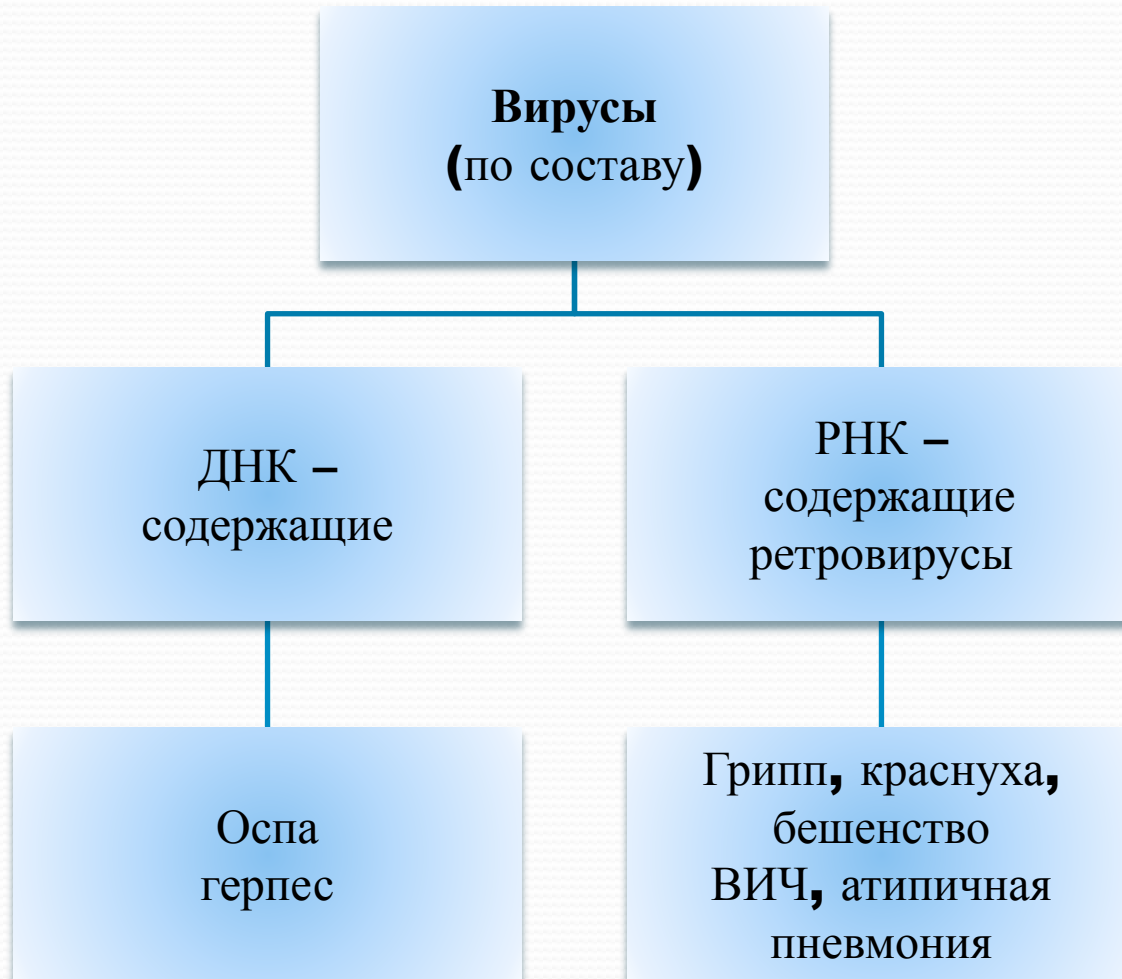 Вирусы
(по составу)
ДНК –
содержащие
РНК –
содержащие
ретровирусы
Оспа
герпес
Грипп, краснуха,
бешенство
ВИЧ, атипичная
пневмония